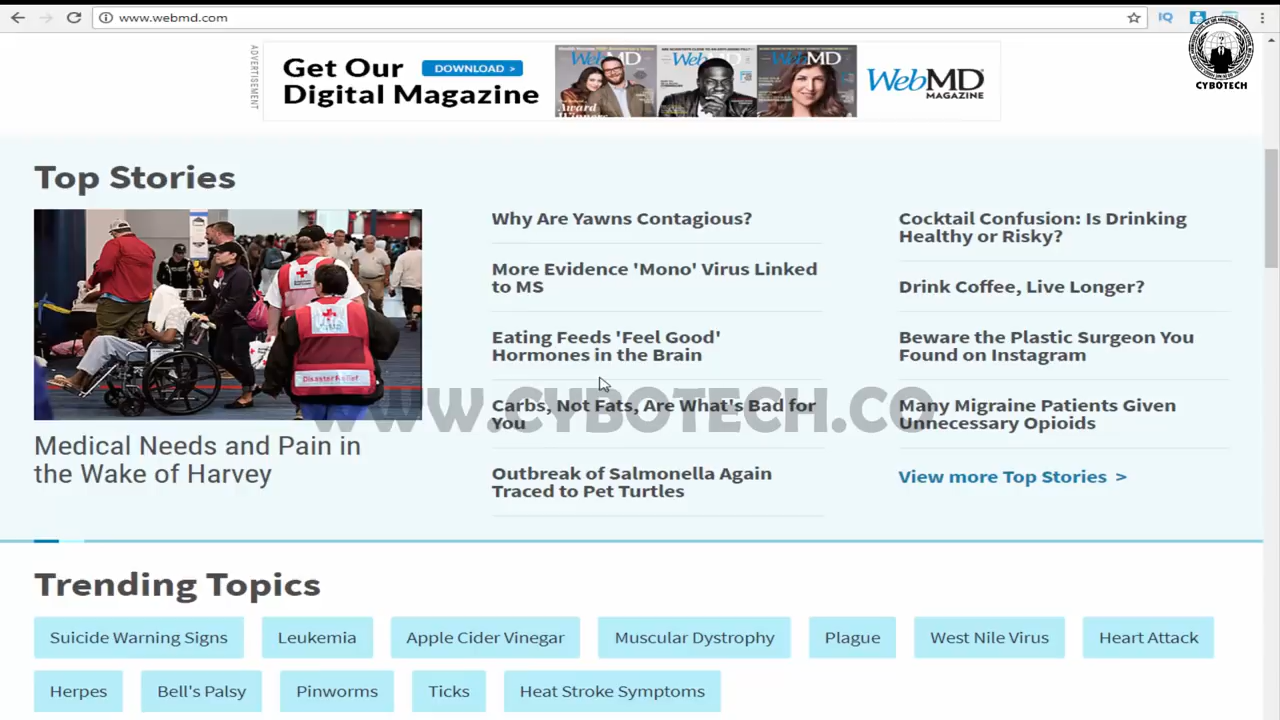 www.webmd.com
CYBOTECH
ADVERTISEMENT
Get Our
Digital Magazine
DOWNLOAD >
WebMD
WebMD
WebMD
WebMD
MAGAZINE
Top Stories
Disaster Relief
Medical Needs and Pain in
the Wake of Harvey
Why Are Yawns Contagious?
More Evidence 'Mono' Virus Linked
to MS
Eating Feeds 'Feel Good'
Hormones in the Brain
Carbs, Not Fats, Are What's Bad for
You
Outbreak of Salmonella Again
Traced to Pet Turtles
Cocktail Confusion: Is Drinking
Healthy or Risky?
Drink Coffee, Live Longer?
Beware the Plastic Surgeon You
Found on Instagram
Many Migraine Patients Given
Unnecessary Opioids
View more Top Stories >
WWW.CYBOTECH.CO
Trending Topics
Suicide Warning Signs
Leukemia
Apple Cider Vinegar
Muscular Dystrophy
Plague
West Nile Virus
Heart Attack
Herpes
Bell's Palsy
Pinworms
Ticks
Heat Stroke Symptoms